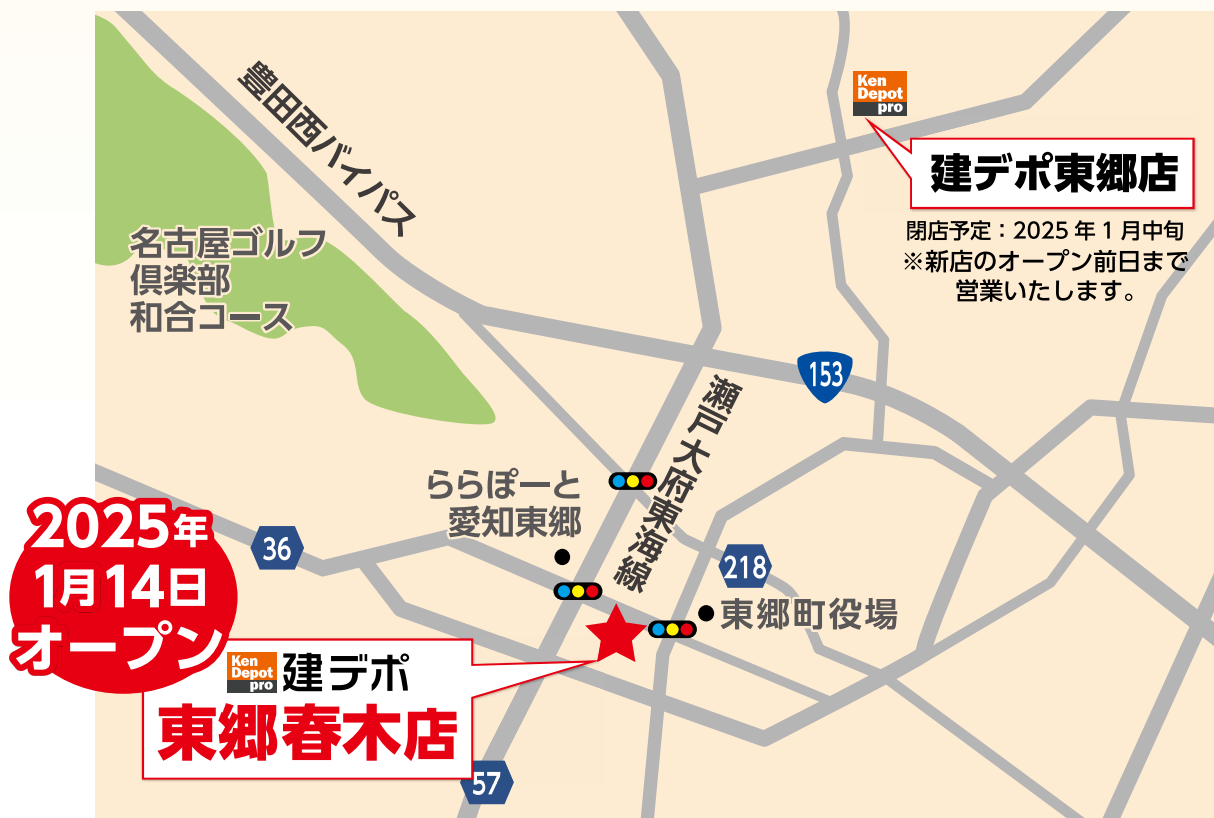 豊田西バイパス
Ken
Depot
pro
建デポ東郷店
閉店予定：2025年1月中旬
※新店のオープン前日まで
営業いたします。
名古屋ゴルフ
倶楽部
和合コース
153
瀬戸大府東海線
ららぽーと
愛知東郷
36
218
東郷町役場
2025年
1月14日
オープン
Ken
Depot
pro
建デポ
東郷春木店
57